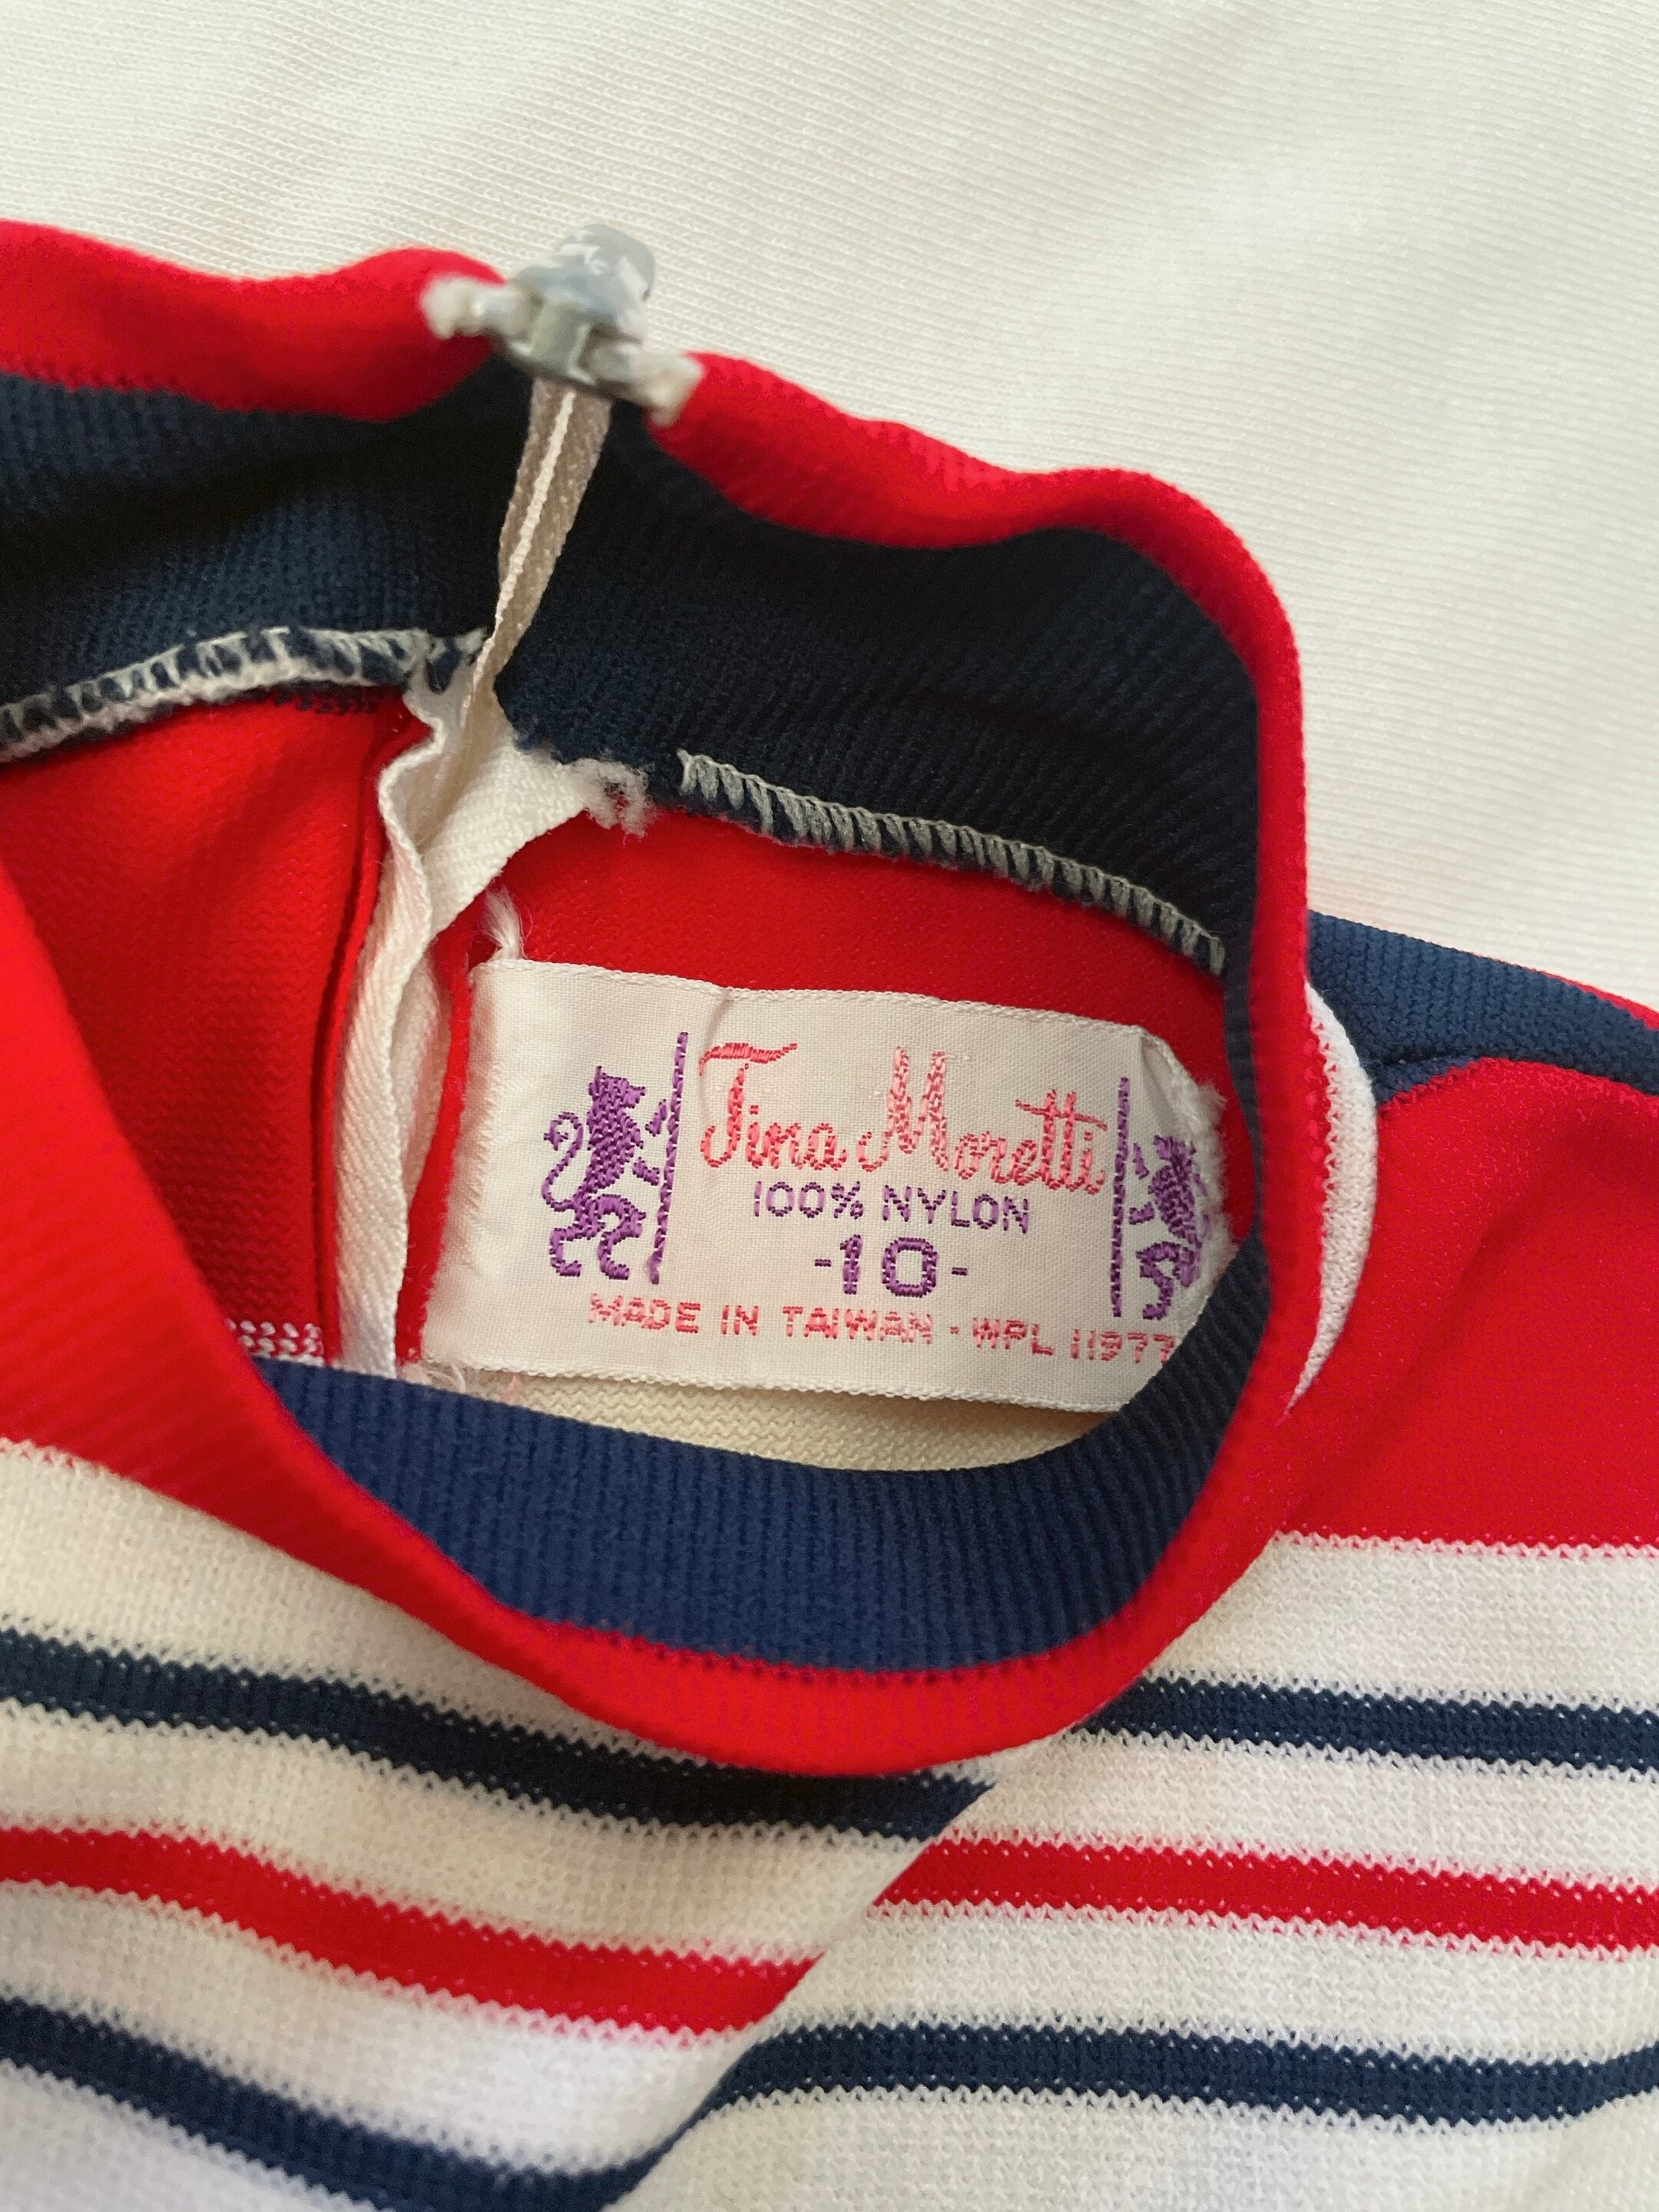 Tina Moretti
100% NYLON
-10-
MADE IN TAIWAN · WPL 11977